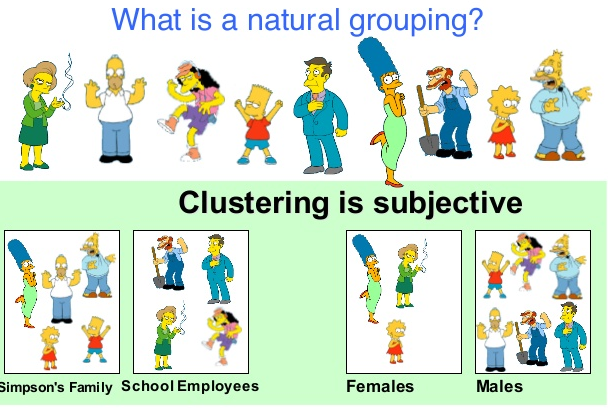 What is a natural grouping?
Clustering is subjective
Simpson's Family
School Employees
Females
Males